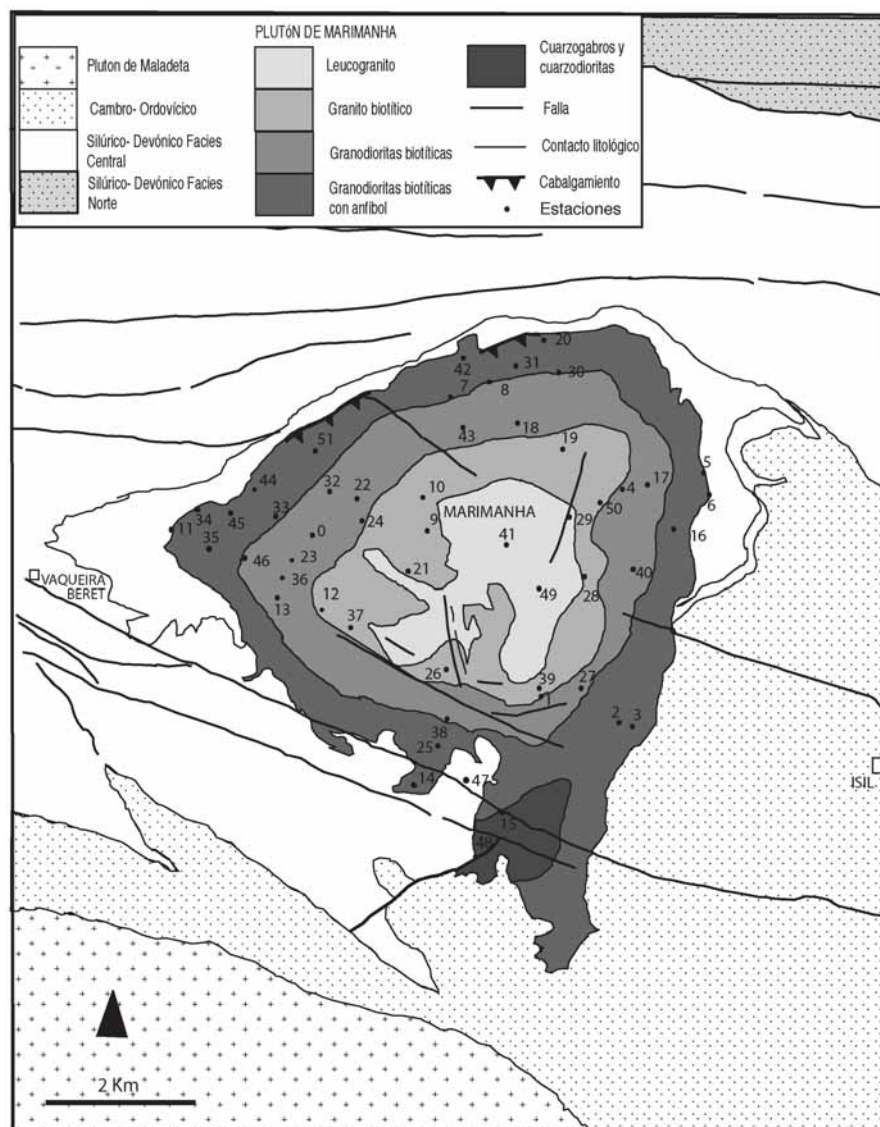 PLUTóN DE MARIMANHA
Pluton de Maladeta
Cambro- Ordovícico
Silúrico- Devónico Facies
Central
Silúrico- Devónico Facies
Norte
Leucogranito
Granito biotítico
Granodioritas biotíticas
Granodioritas biotíticas
con anfibol
Cuarzogabros y
cuarzodioritas
Falla
Contacto litológico
Cabalgamiento
Estaciones
20
42
31
30
7
8
18
43
19
51
44
32
22
10
4
17
5
6
34
45
33
24
9
MARIMANHA
29
50
11
35
0
41
16
46
23
21
40
VAQUEIRA
BERET
36
13
12
49
28
37
26
39
1
27
38
2
3
25
14
47
ISIL
15
48
2 Km